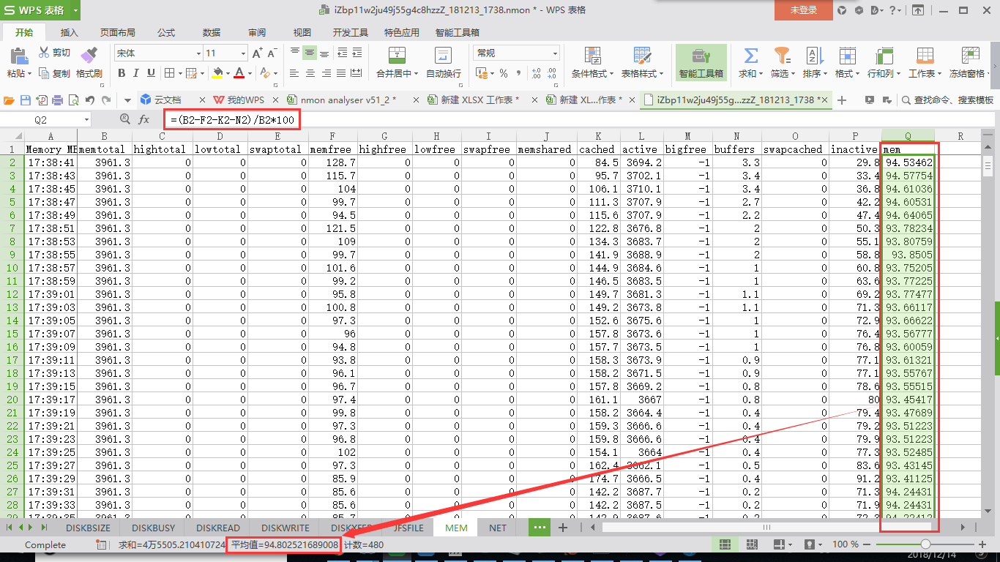 WPS 表格
iZbp11w2ju49j55g4c8hzzZ_181213_1738.nmon * - WPS 表格
未登录
开始 插入 页面布局 公式 数据 审阅 视图 开发工具 特色应用 智能工具箱
粘贴 剪切 复制 格式刷 宋体 11 B I U A 合并居中 自动换行 常规 % 条件格式 表格样式 智能工具箱 求和 筛选 排序 格式 行和列 工作表 冻结窗格
云文档 我的WPS nmon analyser v51_2 * 新建 XLSX 工作表 新建 XL...作表 * iZbp11w2ju49j55g...zzZ_181213_1738 * 查找命令、搜索模板
Q2 fx =(B2-F2-K2-N2)/B2*100
A B C D E F G H I J K L M N O P Q R
1 Memory MB memtotal hightotal lowtotal swaptotal memfree highfree lowfree swapfree memshared cached active bigfree buffers swapcached inactive mem
2 17:38:41 3961.3 0 0 0 128.7 0 0 0 0 84.5 3694.2 -1 3.3 0 29.8 94.53462
3 17:38:43 3961.3 0 0 0 115.7 0 0 0 0 95.7 3702.1 -1 3.4 0 33.4 94.57754
4 17:38:45 3961.3 0 0 0 104 0 0 0 0 106.1 3710.1 -1 3.4 0 36.8 94.61036
5 17:38:47 3961.3 0 0 0 99.7 0 0 0 0 111.3 3707.9 -1 2.7 0 42.2 94.60531
6 17:38:49 3961.3 0 0 0 94.5 0 0 0 0 115.6 3707.9 -1 2.2 0 47.4 94.64065
7 17:38:51 3961.3 0 0 0 121.5 0 0 0 0 122.8 3676.8 -1 2 0 50.3 93.78234
8 17:38:53 3961.3 0 0 0 109 0 0 0 0 134.3 3683.7 -1 2 0 55.1 93.80759
9 17:38:55 3961.3 0 0 0 99.7 0 0 0 0 141.9 3688.9 -1 2 0 58.8 93.8505
10 17:38:57 3961.3 0 0 0 101.6 0 0 0 0 144.9 3684.6 -1 1 0 60.8 93.75205
11 17:38:59 3961.3 0 0 0 99.2 0 0 0 0 146.5 3683.5 -1 1 0 63.6 93.77225
12 17:39:01 3961.3 0 0 0 95.8 0 0 0 0 149.7 3681.3 -1 1.1 0 69.2 93.77477
13 17:39:03 3961.3 0 0 0 100.8 0 0 0 0 149.2 3673.8 -1 1.1 0 71.3 93.66117
14 17:39:05 3961.3 0 0 0 97.3 0 0 0 0 152.6 3675.6 -1 1 0 72.9 93.66622
15 17:39:07 3961.3 0 0 0 96 0 0 0 0 157.8 3673.6 -1 1 0 76.4 93.56777
16 17:39:09 3961.3 0 0 0 94.8 0 0 0 0 157.7 3673.5 -1 1 0 76.8 93.60059
17 17:39:11 3961.3 0 0 0 93.8 0 0 0 0 158.3 3673.9 -1 0.9 0 77.1 93.61321
18 17:39:13 3961.3 0 0 0 96.1 0 0 0 0 158.2 3671.5 -1 0.9 0 77.1 93.55767
19 17:39:15 3961.3 0 0 0 96.7 0 0 0 0 157.8 3669.2 -1 0.8 0 78.6 93.55515
20 17:39:17 3961.3 0 0 0 97.4 0 0 0 0 161.1 3667 -1 0.8 0 80 93.45417
21 17:39:19 3961.3 0 0 0 99.8 0 0 0 0 158.2 3664.4 -1 0.4 0 79.4 93.47689
22 17:39:21 3961.3 0 0 0 97.3 0 0 0 0 159.3 3666.6 -1 0.4 0 79.2 93.51223
23 17:39:23 3961.3 0 0 0 96.8 0 0 0 0 159.8 3666.6 -1 0.4 0 79.9 93.51223
24 17:39:25 3961.3 0 0 0 102 0 0 0 0 154.1 3664 -1 0.4 0 77.3 93.52485
25 17:39:27 3961.3 0 0 0 97.3 0 0 0 0 162.4 3662.1 -1 0.5 0 83.6 93.43145
26 17:39:29 3961.3 0 0 0 85.9 0 0 0 0 174.7 3666.5 -1 0.4 0 91.2 93.41125
27 17:39:31 3961.3 0 0 0 85.6 0 0 0 0 142.2 3687.7 -1 0.2 0 71.3 94.24431
28 17:39:33 3961.3 0 0 0 85.6 0 0 0 0 142.2 3687.5 -1 0.2 0 71.9 94.24431
DISKBSIZE DISKBUSY DISKREAD DISKWRITE DISKXFER JFSFILE MEM NET ...
Complete 求和=4万5505.210410724 平均值=94.802521689008 计数=480 100 %
2018/12/14